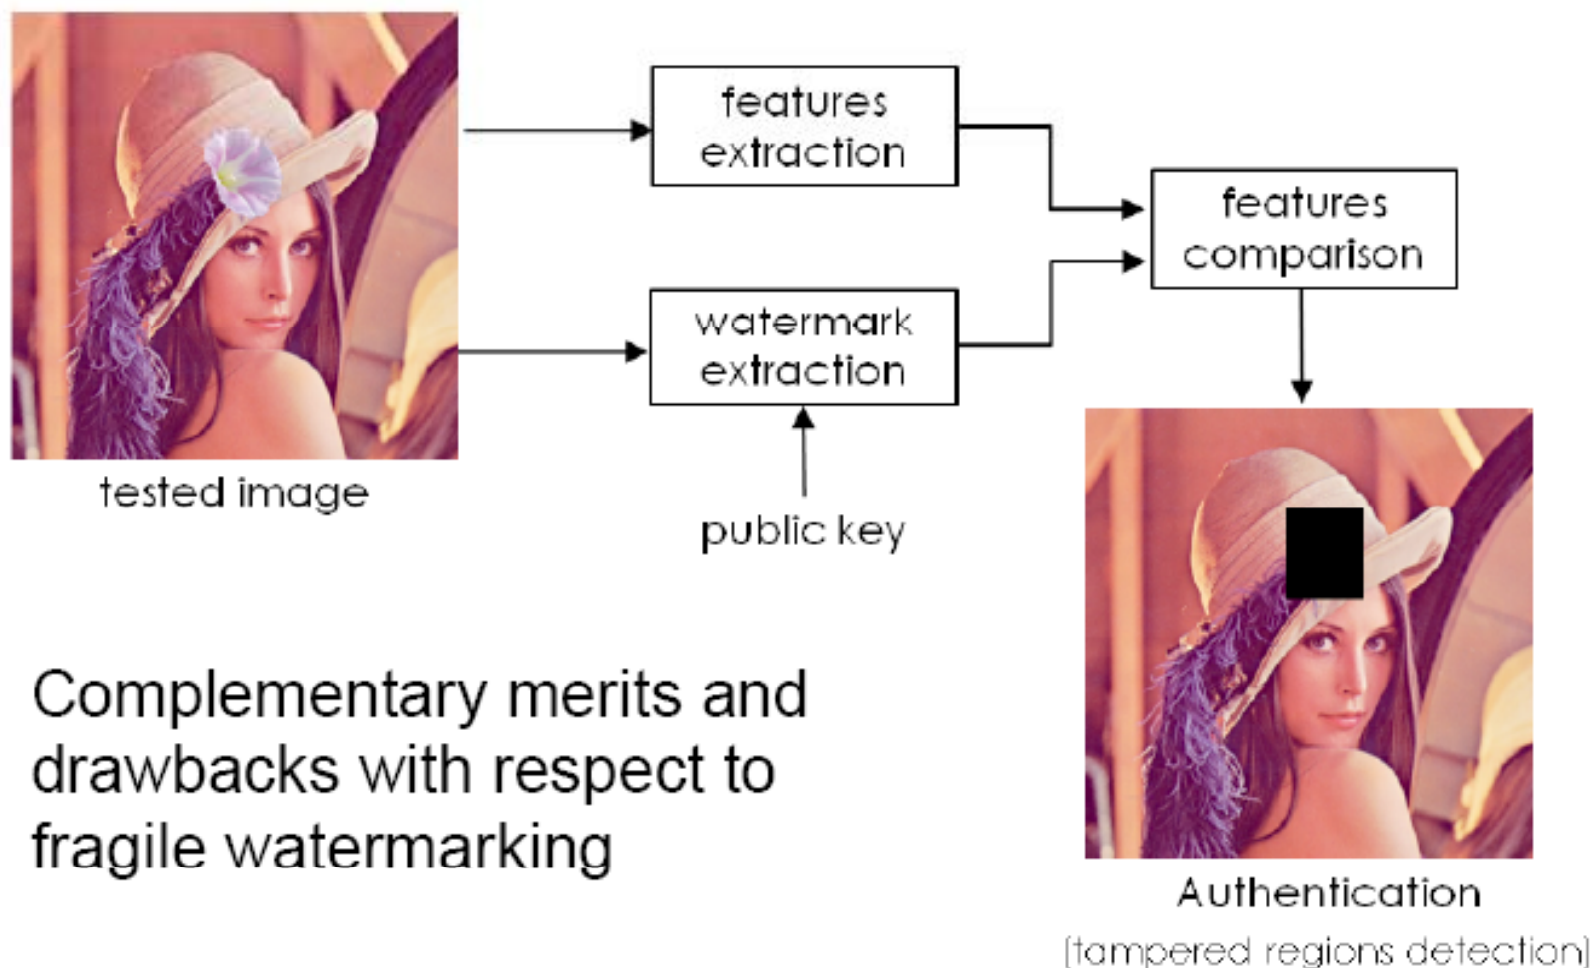 features
extraction
features
comparison
watermark
extraction
tested image
public key
Complementary merits and
drawbacks with respect to
fragile watermarking
Authentication
(tampered regions detection)